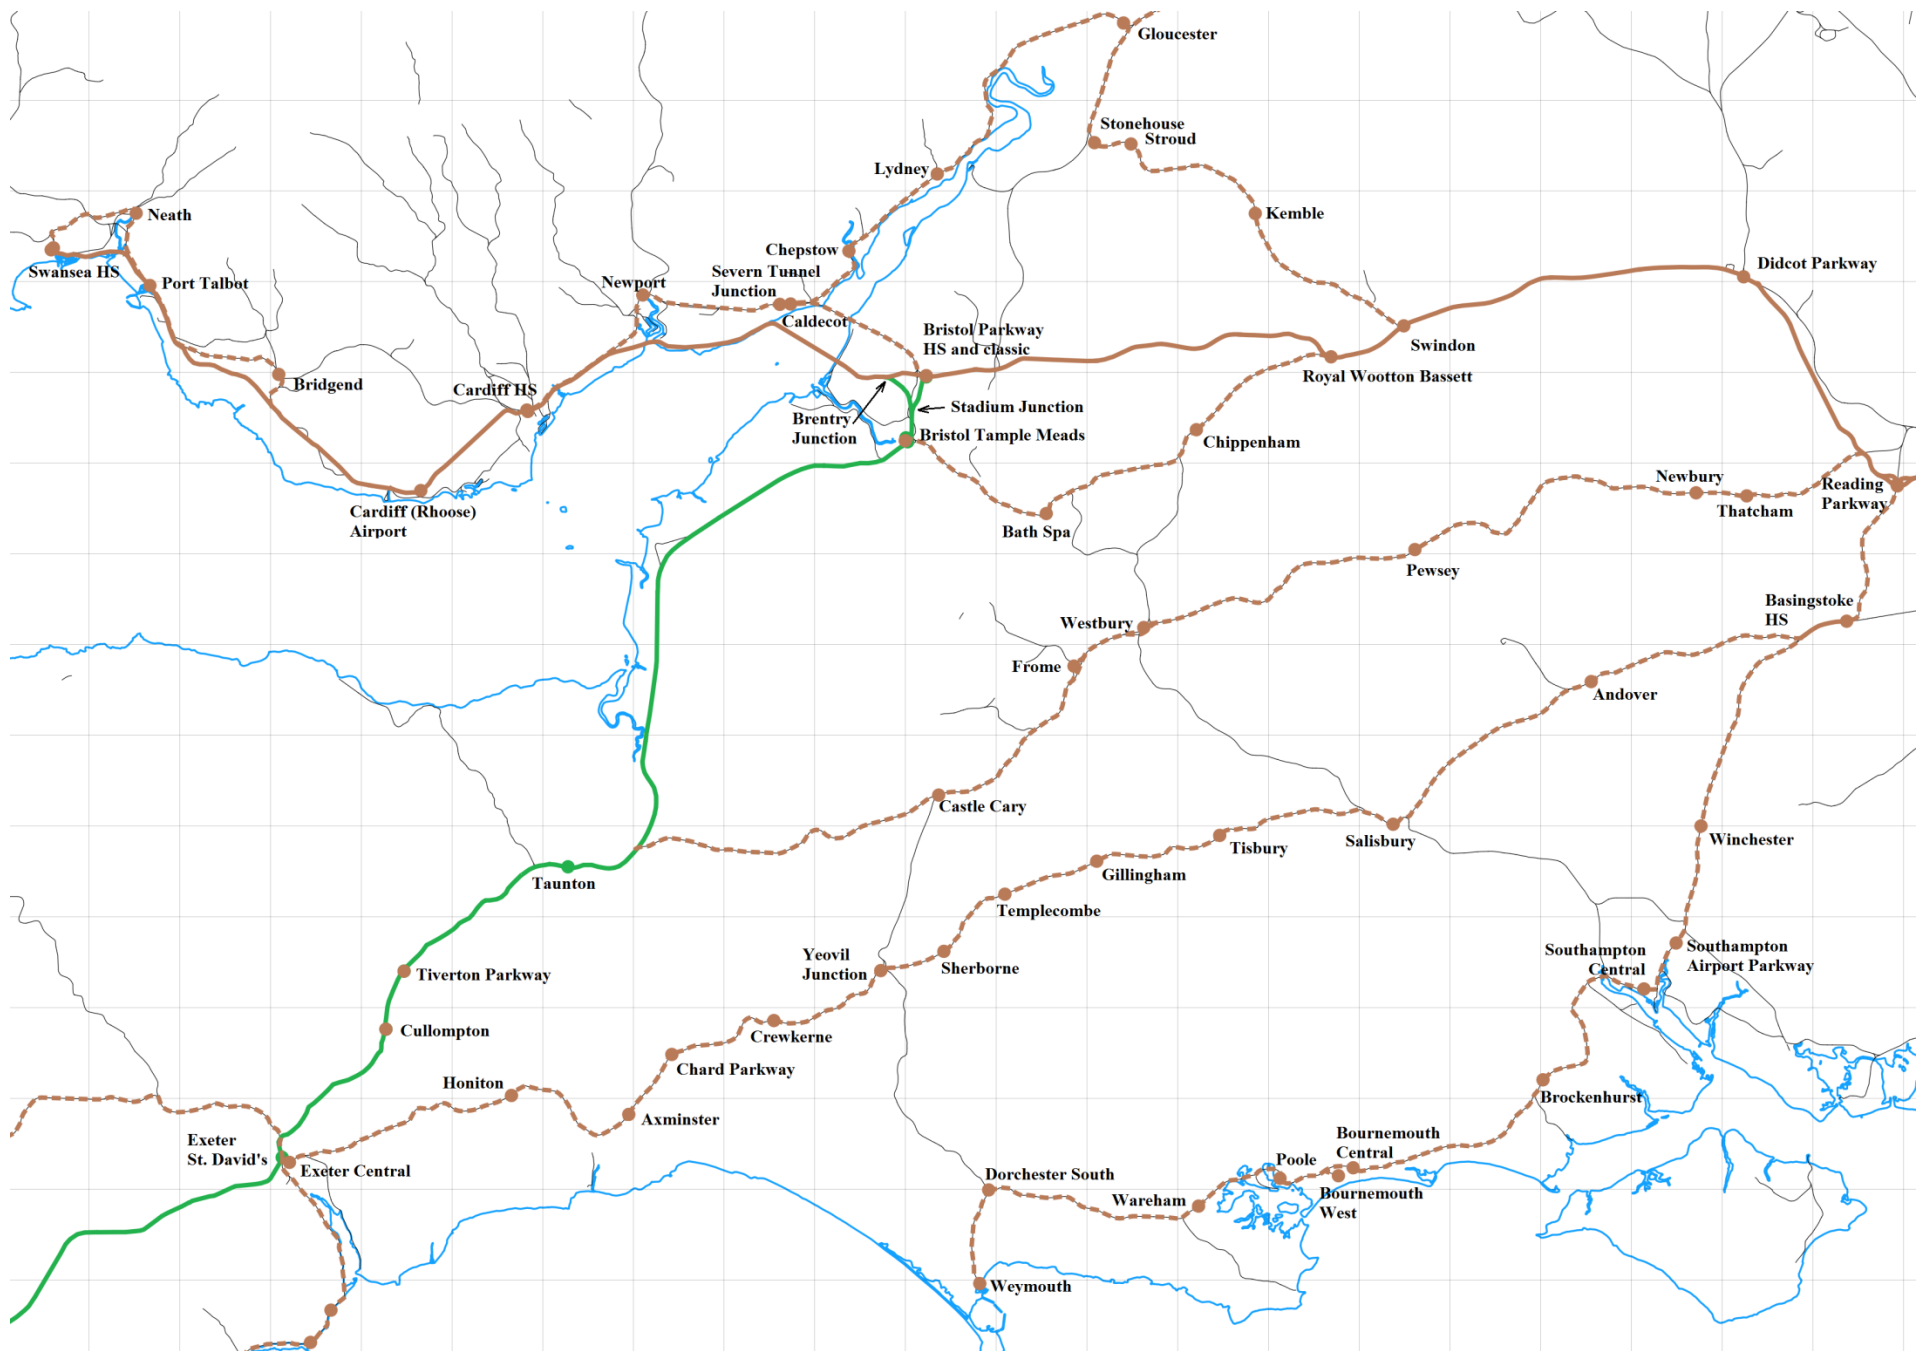 Gloucester
Stonehouse
Stroud
Lydney
Neath
Kemble
Chepstow
Swansea HS
Severn Tunnel
Junction
Didcot Parkway
Port Talbot
Newport
Caldecot
Bristol Parkway
HS and classic
Swindon
Bridgend
Cardiff HS
Royal Wootton Bassett
Stadium Junction
Brentry
Junction
Bristol Tample Meads
Chippenham
Newbury
Reading
Parkway
Thatcham
Cardiff (Rhoose)
Airport
Bath Spa
Pewsey
Basingstoke
HS
Westbury
Frome
Andover
Castle Cary
Salisbury
Winchester
Tisbury
Gillingham
Taunton
Templecombe
Yeovil
Junction
Sherborne
Southampton
Central
Southampton
Airport Parkway
Tiverton Parkway
Cullompton
Crewkerne
Chard Parkway
Honiton
Axminster
Brockenhurst
Exeter
St. David's
Exeter Central
Bournemouth
Central
Poole
Dorchester South
Wareham
Bournemouth
West
Weymouth